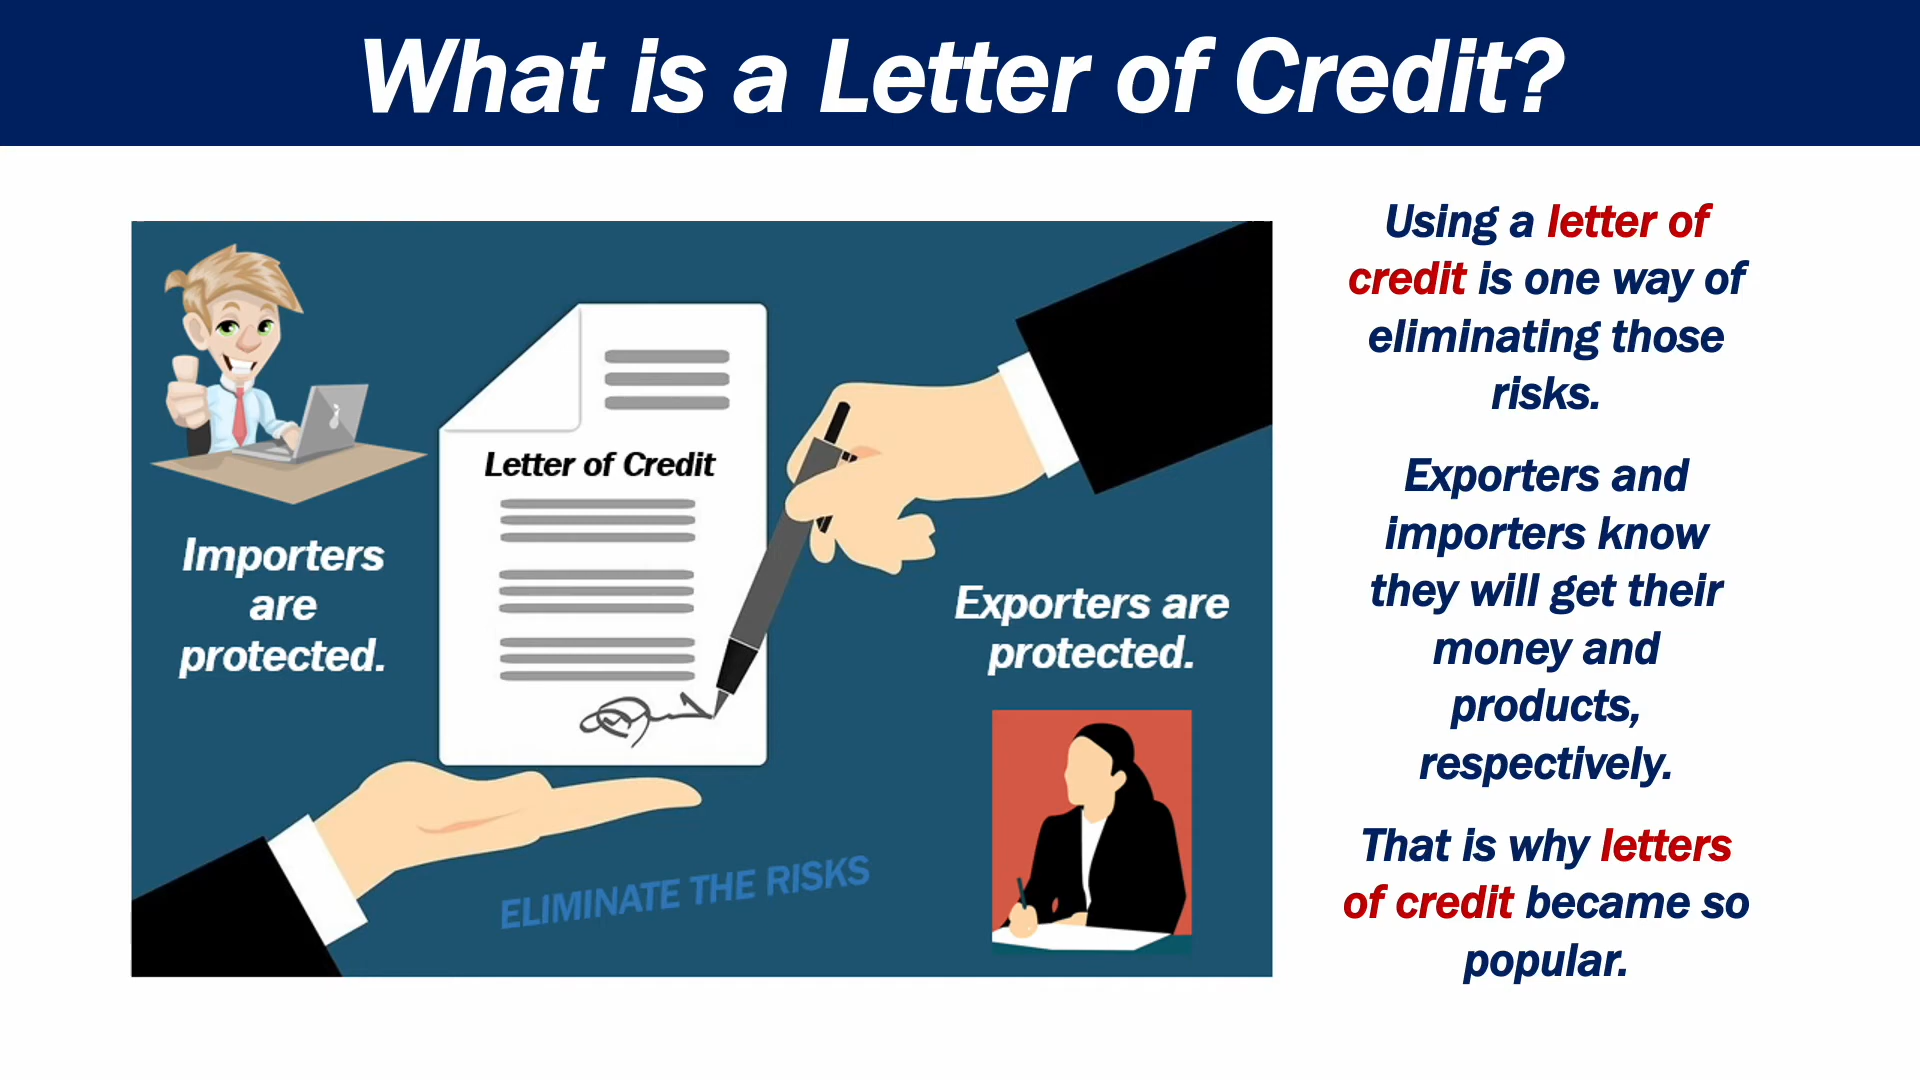 What is a Letter of Credit?
Letter of Credit
Importers
are
protected.
Exporters are
protected.
ELIMINATE THE RISKS
Using a letter of
credit is one way of
eliminating those
risks.
Exporters and
importers know
they will get their
money and
products,
respectively.
That is why letters
of credit became so
popular.